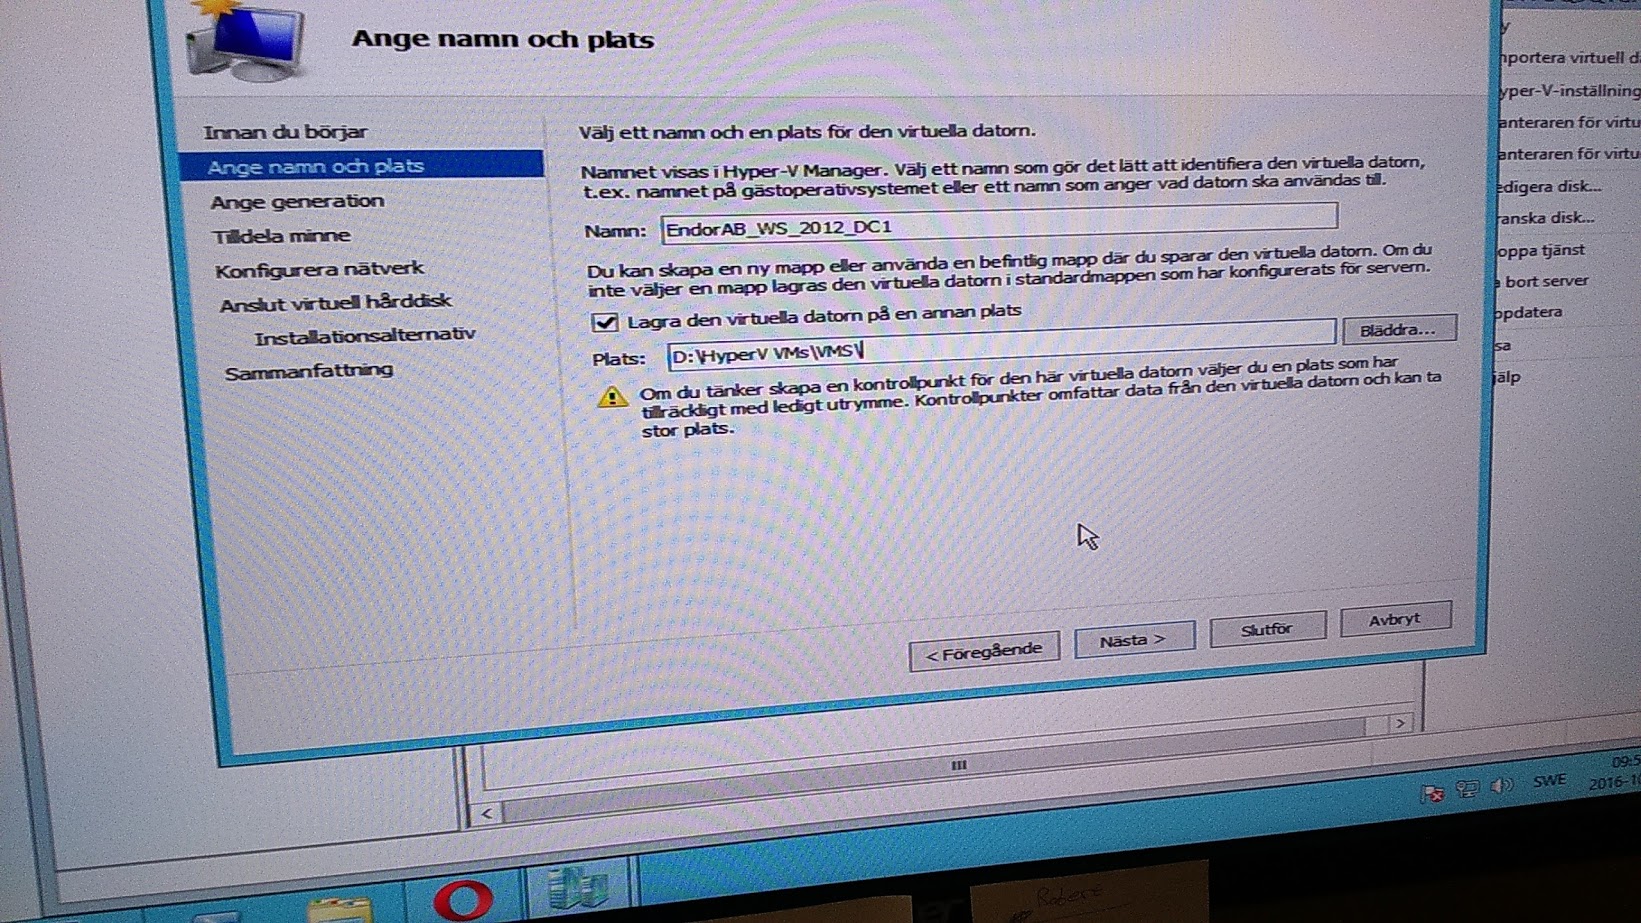 Ange namn och plats
Innan du börjar
Ange namn och plats
Ange generation
Tilldela minne
Konfigurera nätverk
Anslut virtuell hårddisk
Installationsalternativ
Sammanfattning
Välj ett namn och en plats för den virtuella datorn.
Namnet visas i Hyper-V Manager. Välj ett namn som gör det lätt att identifiera den virtuella datorn,
t.ex. namnet på gästoperativsystemet eller ett namn som anger vad datorn ska användas till.
Namn: EndorAB_WS_2012_DC1
Du kan skapa en ny mapp eller använda en befintlig mapp där du sparar den virtuella datorn. Om du
inte väljer en mapp lagras den virtuella datorn i standardmappen som har konfigurerats för servern.
Lagra den virtuella datorn på en annan plats
Plats: D:\HyperV VMs\VMS\
Bläddra...
Om du tänker skapa en kontrollpunkt för den här virtuella datorn väljer du en plats som har
tillräckligt med ledigt utrymme. Kontrollpunkter omfattar data från den virtuella datorn och kan ta
stor plats.
< Föregående
Nästa >
Slutför
Avbryt
y
nportera virtuell d
yper-V-inställning
anteraren för virtu
anteraren för virtu
edigera disk...
ranska disk...
oppa tjänst
bort server
ppdatera
sa
jälp
SWE
09:5
2016-1
Robert